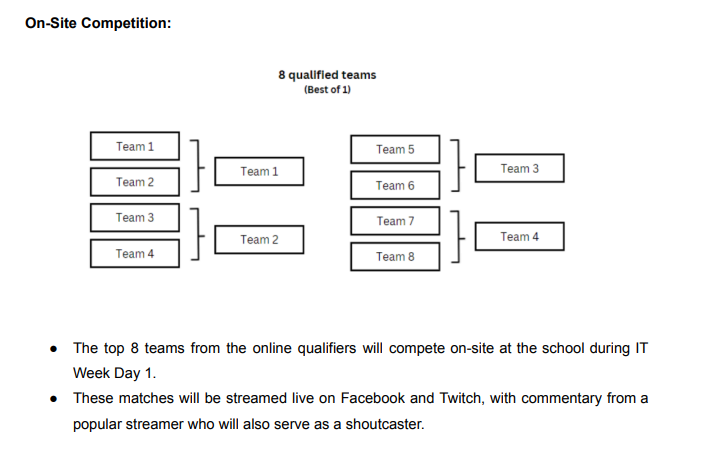 On-Site Competition:
8 qualified teams
(Best of 1)
Team 1
Team 2
Team 3
Team 4
Team 1
Team 2
Team 5
Team 6
Team 7
Team 8
Team 3
Team 4
● The top 8 teams from the online qualifiers will compete on-site at the school during IT
Week Day 1.
● These matches will be streamed live on Facebook and Twitch, with commentary from a
popular streamer who will also serve as a shoutcaster.